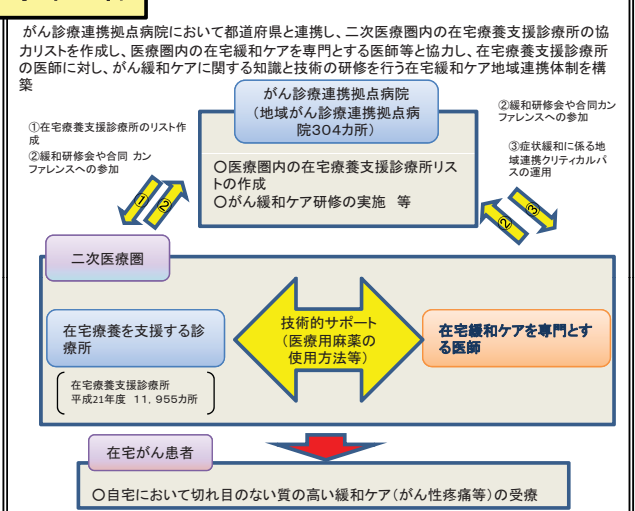 がん診療連携拠点病院において都道府県と連携し、二次医療圏内の在宅療養支援診療所の協
力リストを作成し、医療圏内の在宅緩和ケアを専門とする医師等と協力し、在宅療養支援診療所
の医師に対し、がん緩和ケアに関する知識と技術の研修を行う在宅緩和ケア地域連携体制を構
築
がん診療連携拠点病院
（地域がん診療連携拠点病
院304カ所）
○医療圏内の在宅療養支援診療所リス
トの作成
○がん緩和ケア研修の実施　等
①在宅療養支援診療所のリスト作
成
②緩和研修会や合同 カン
ファレンスへの参加
②緩和研修会や合同カン
ファレンスへの参加
③症状緩和に係る地
域連携クリティカルパ
スの運用
①
②
②
③
二次医療圏
在宅療養を支援する診
療所
在宅療養支援診療所
平成21年度　11，955カ所
技術的サポート
（医療用麻薬の
使用方法等）
在宅緩和ケアを専門とす
る医師
在宅がん患者
○自宅において切れ目のない質の高い緩和ケア（がん性疼痛等）の受療